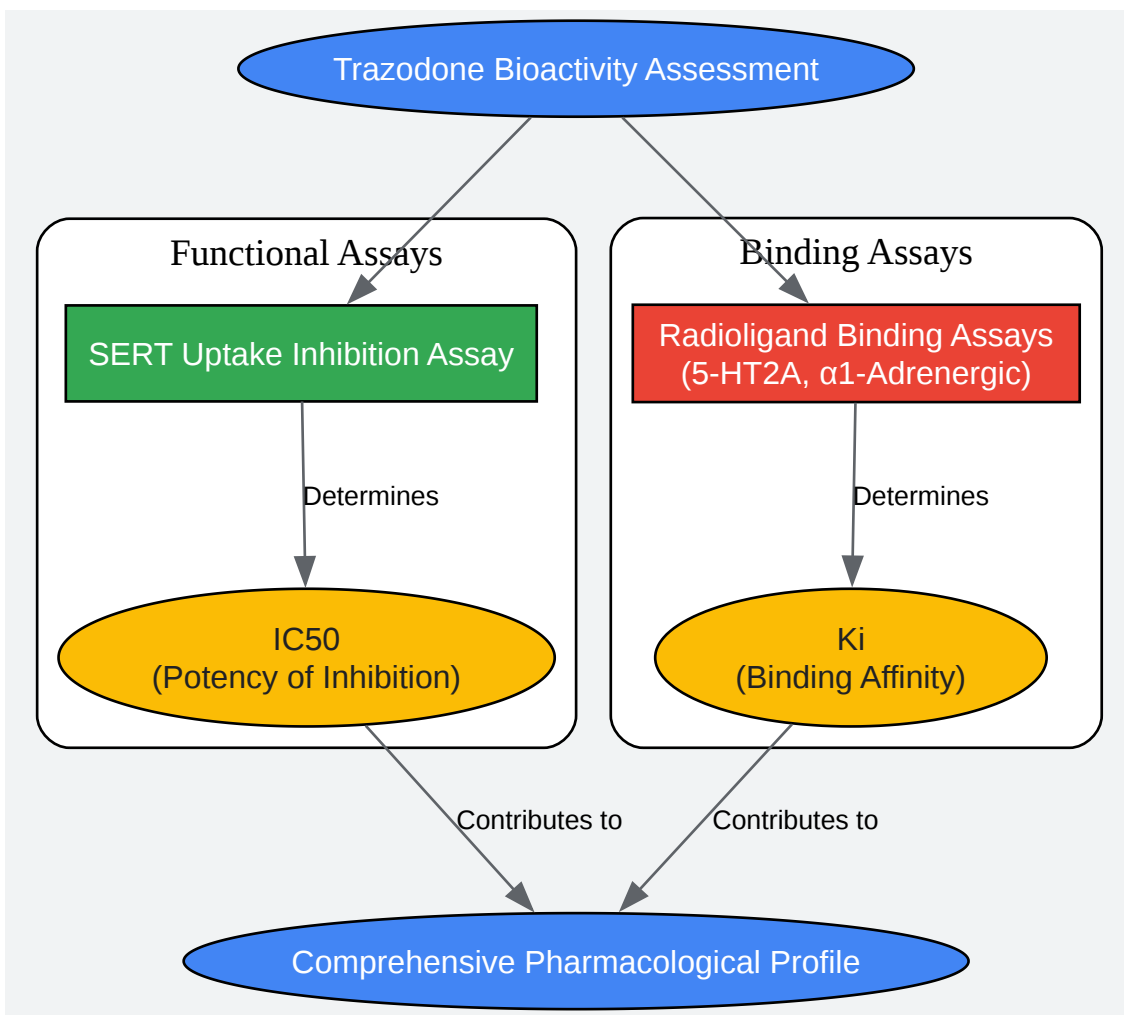 Trazodone Bioactivity Assessment
Functional Assays
Binding Assays
SERT Uptake Inhibition Assay
Radioligand Binding Assays
(5-HT2A, α1-Adrenergic)
Determines
Determines
IC50
(Potency of Inhibition)
Ki
(Binding Affinity)
Contributes to
Contributes to
Comprehensive Pharmacological Profile